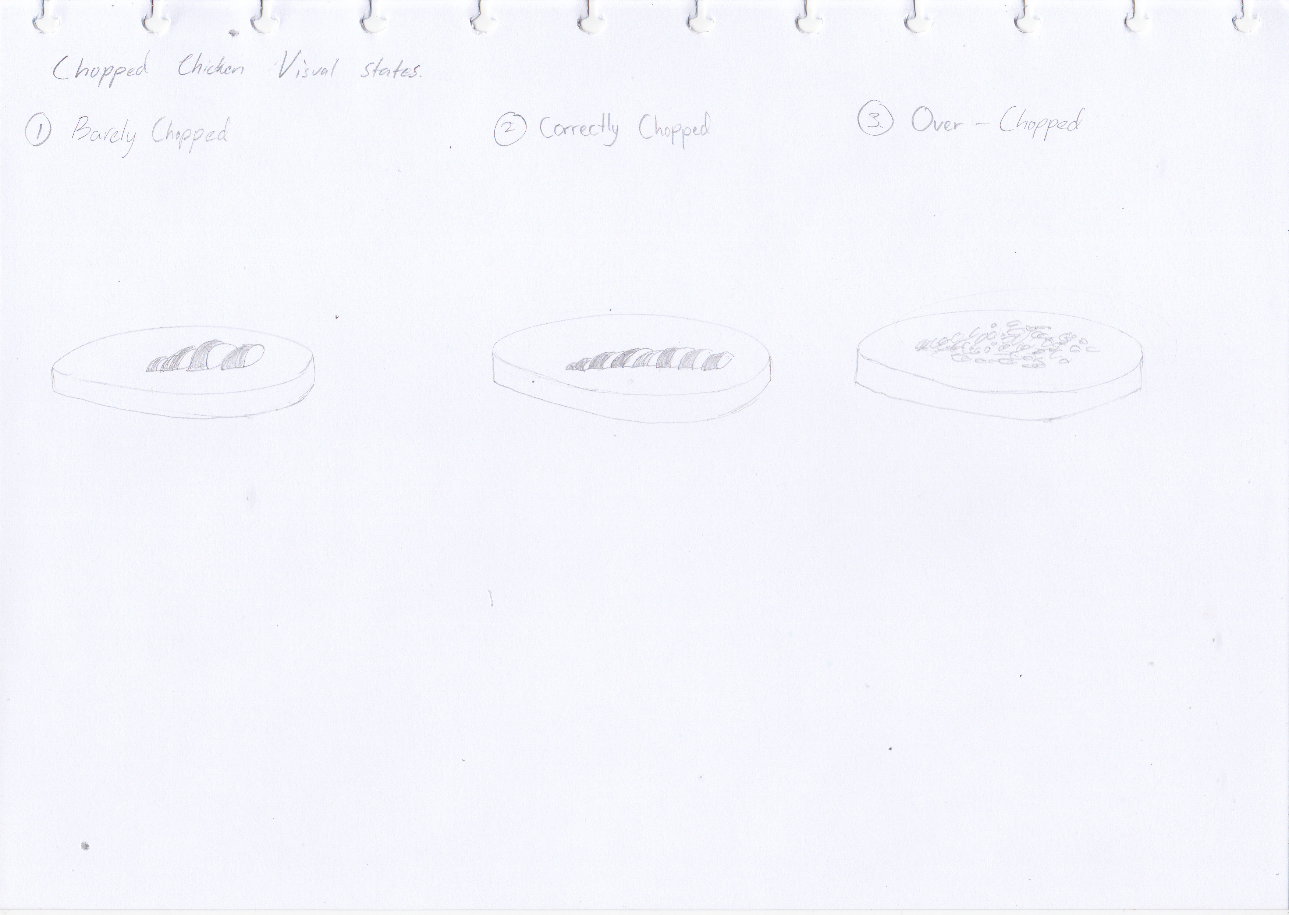 Chopped Chicken Visual states.
① Barely Chopped
② Correctly Chopped
③ Over - Chopped